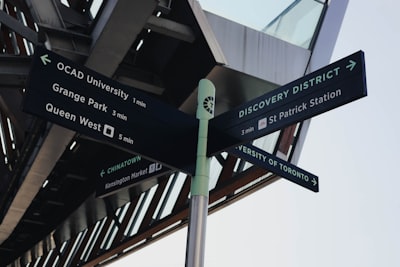 ← OCAD University 1 min
Grange Park 3 min
Queen West 5 min
DISCOVERY DISTRICT →
3 min St Patrick Station
← CHINATOWN
Kensington Market
VERSITY OF TORONTO →